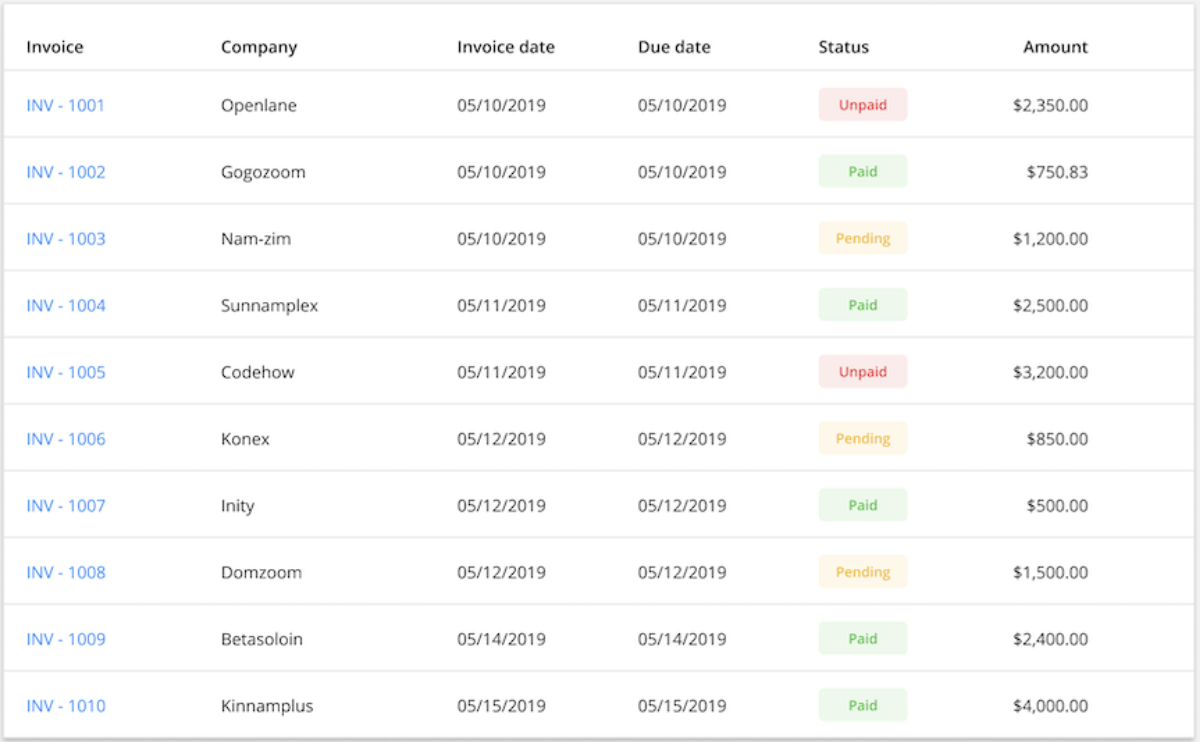 Invoice Company Invoice date Due date Status Amount
INV - 1001 Openlane 05/10/2019 05/10/2019 Unpaid $2,350.00
INV - 1002 Gogozoom 05/10/2019 05/10/2019 Paid $750.83
INV - 1003 Nam-zim 05/10/2019 05/10/2019 Pending $1,200.00
INV - 1004 Sunnamplex 05/11/2019 05/11/2019 Paid $2,500.00
INV - 1005 Codehow 05/11/2019 05/11/2019 Unpaid $3,200.00
INV - 1006 Konex 05/12/2019 05/12/2019 Pending $850.00
INV - 1007 Inity 05/12/2019 05/12/2019 Paid $500.00
INV - 1008 Domzoom 05/12/2019 05/12/2019 Pending $1,500.00
INV - 1009 Betasoloin 05/14/2019 05/14/2019 Paid $2,400.00
INV - 1010 Kinnamplus 05/15/2019 05/15/2019 Paid $4,000.00